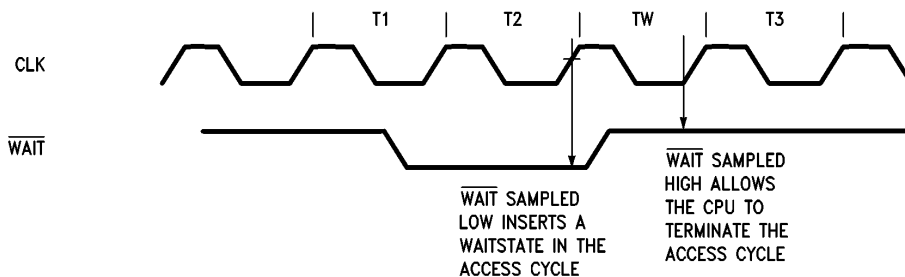 T1 T2 TW T3
CLK
WAIT
WAIT SAMPLED
LOW INSERTS A
WAITSTATE IN THE
ACCESS CYCLE
WAIT SAMPLED
HIGH ALLOWS
THE CPU TO
TERMINATE THE
ACCESS CYCLE